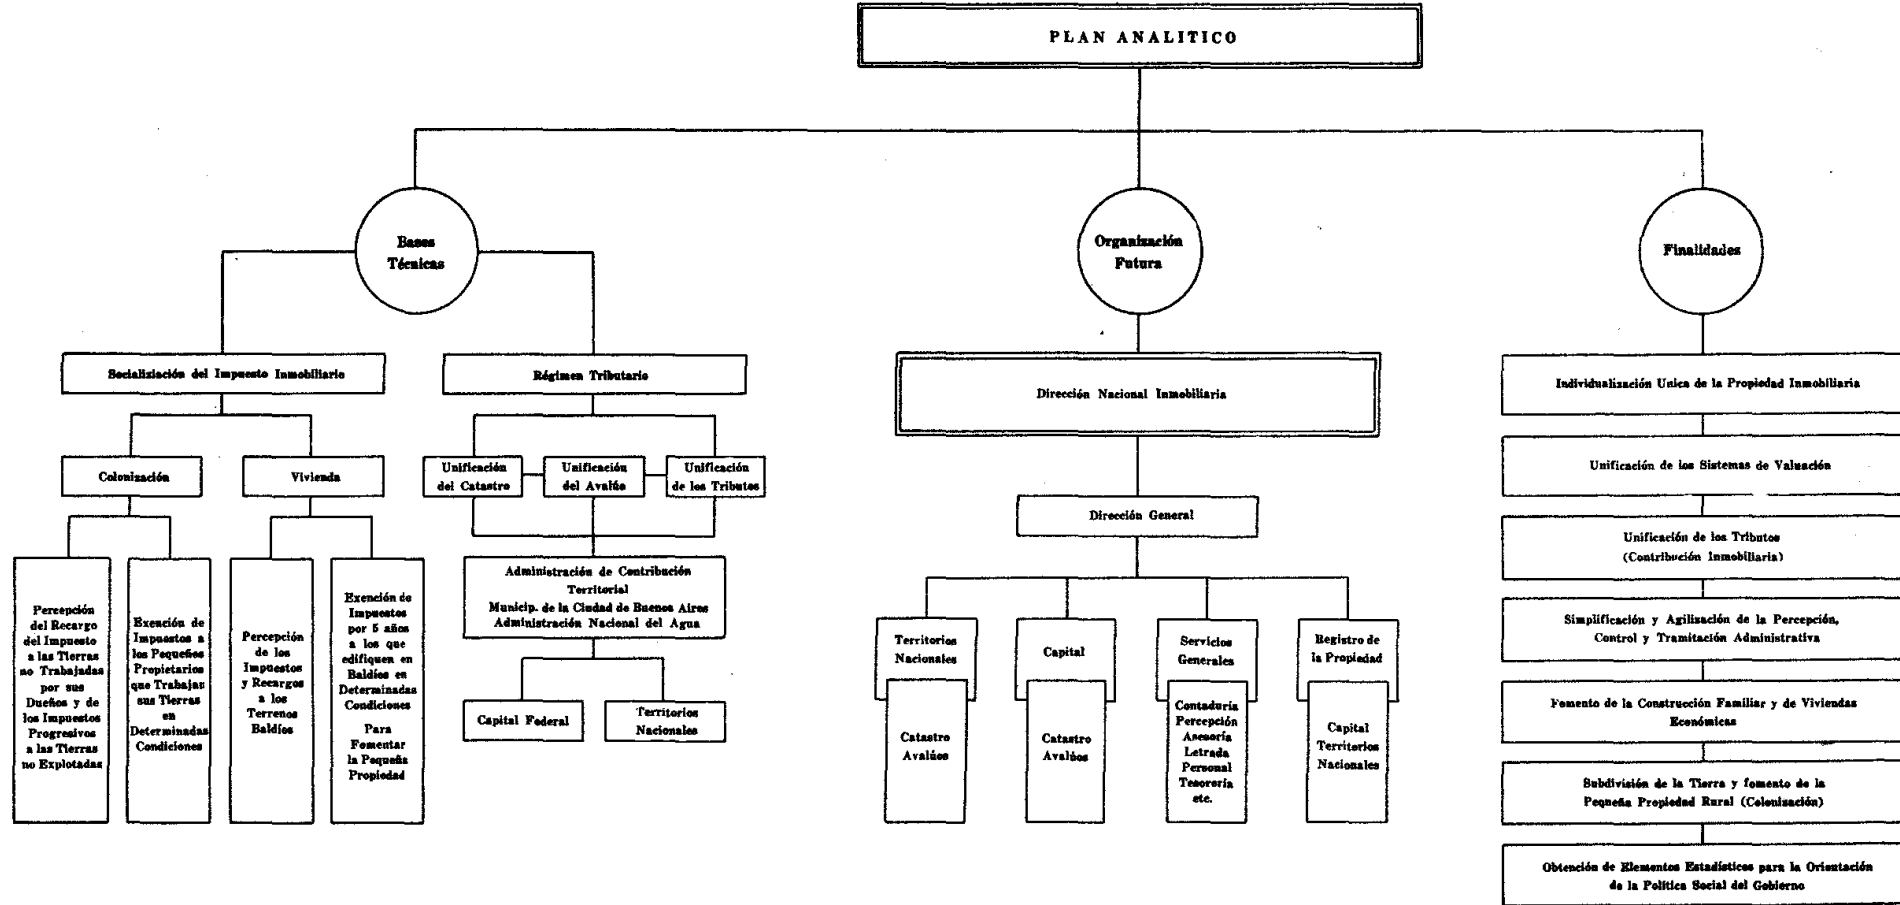 PLAN ANALITICO
Bases
Técnicas
Organización
Futura
Finalidades
Socializiación del Impuesto Inmobiliario
Régimen Tributario
Dirección Nacional Inmobiliaria
Individualización Unica de la Propiedad Inmobiliaria
Colonización
Vivienda
Unificación
del Catastro
Unificación
del Avalúo
Unificación
de los Tributos
Unificación de los Sistemas de Valuación
Dirección General
Unificación de los Tributos
(Contribución Inmobiliaria)
Percepción
del Recargo
del Impuesto
a las Tierras
no Trabajadas
por sus
Dueños y de
los Impuestos
Progresivos
a las Tierras
no Explotadas
Exención de
Impuestos a
los Pequeños
Propietarios
que Trabajan
sus Tierras
en
Determinadas
Condiciones
Percepción
de los
Impuestos
y Recargos
a los
Terrenos
Baldíos
Exención de
Impuestos
por 5 años
a los que
edifiquen en
Baldíos en
Determinadas
Condiciones
Para
Fomentar
la Pequeña
Propiedad
Administración de Contribución
Territorial
Municip. de la Ciudad de Buenos Aires
Administración Nacional del Agua
Capital Federal
Territorios
Nacionales
Territorios
Nacionales
Catastro
Avalúos
Capital
Catastro
Avalúos
Servicios
Generales
Contaduría
Percepción
Asesoría
Letrada
Personal
Tesorería
etc.
Registro de
la Propiedad
Capital
Territorios
Nacionales
Simplificación y Agilización de la Percepción,
Control y Tramitación Administrativa
Fomento de la Construcción Familiar y de Viviendas
Económicas
Subdivisión de la Tierra y fomento de la
Pequeña Propiedad Rural (Colonización)
Obtención de Elementos Estadísticos para la Orientación
de la Política Social del Gobierno